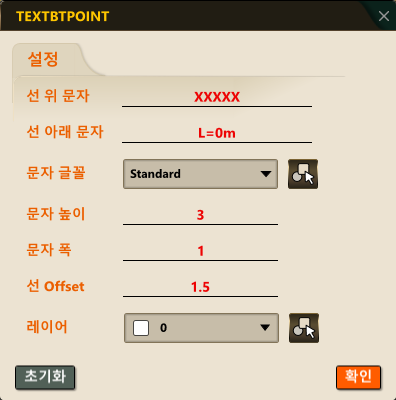 TEXTBTPOINT
설정
선 위 문자 XXXXX
선 아래 문자 L=0m
문자 글꼴 Standard
문자 높이 3
문자 폭 1
선 Offset 1.5
레이어 0
초기화 확인